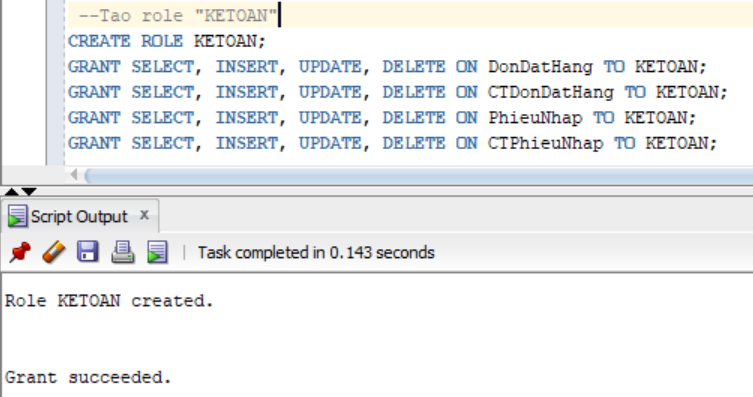 --Tao role "KETOAN"
CREATE ROLE KETOAN;
GRANT SELECT, INSERT, UPDATE, DELETE ON DonDatHang TO KETOAN;
GRANT SELECT, INSERT, UPDATE, DELETE ON CTDonDatHang TO KETOAN;
GRANT SELECT, INSERT, UPDATE, DELETE ON PhieuNhap TO KETOAN;
GRANT SELECT, INSERT, UPDATE, DELETE ON CTPhieuNhap TO KETOAN;
Script Output x
Task completed in 0.143 seconds
Role KETOAN created.
Grant succeeded.